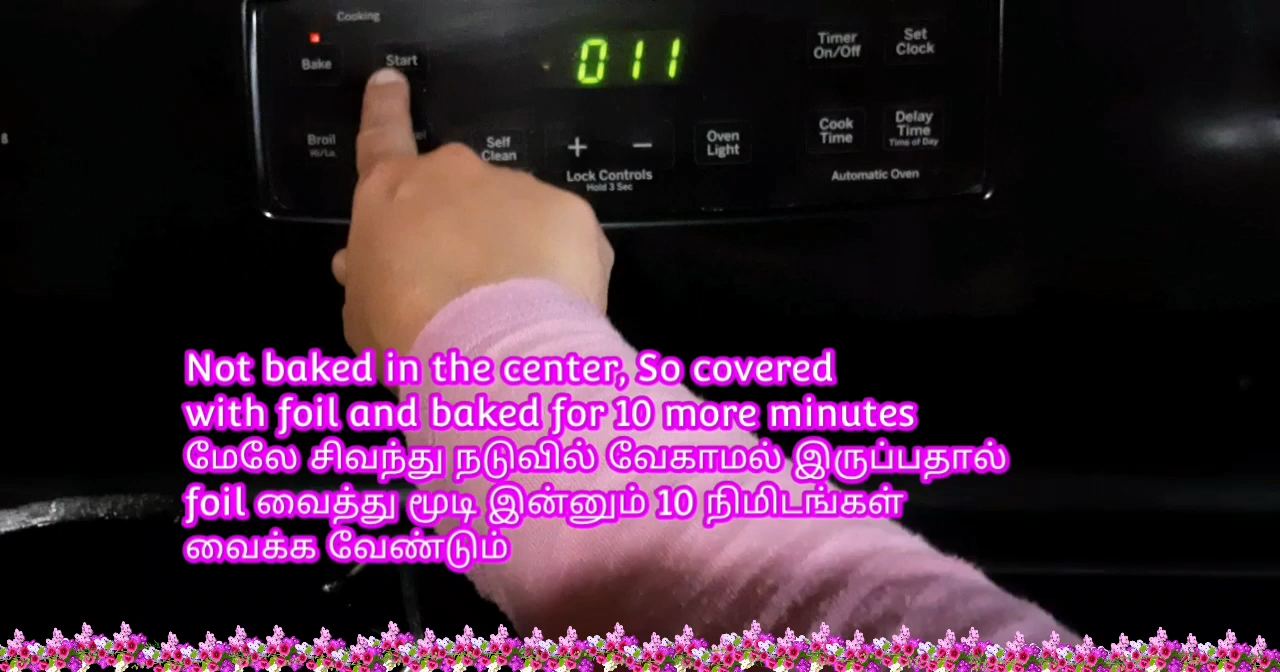 Cooking
Bake
Start
011
Timer
On/Off
Set
Clock
Broil
Hi/Lo
Self
Clean
+
−
Oven
Light
Cook
Time
Delay
Time
Time of Day
Lock Controls
Hold 3 Sec
Automatic Oven
Not baked in the center, So covered
with foil and baked for 10 more minutes
மேலே சிவந்து நடுவில் வேகாமல் இருப்பதால்
foil வைத்து மூடி இன்னும் 10 நிமிடங்கள்
வைக்க வேண்டும்